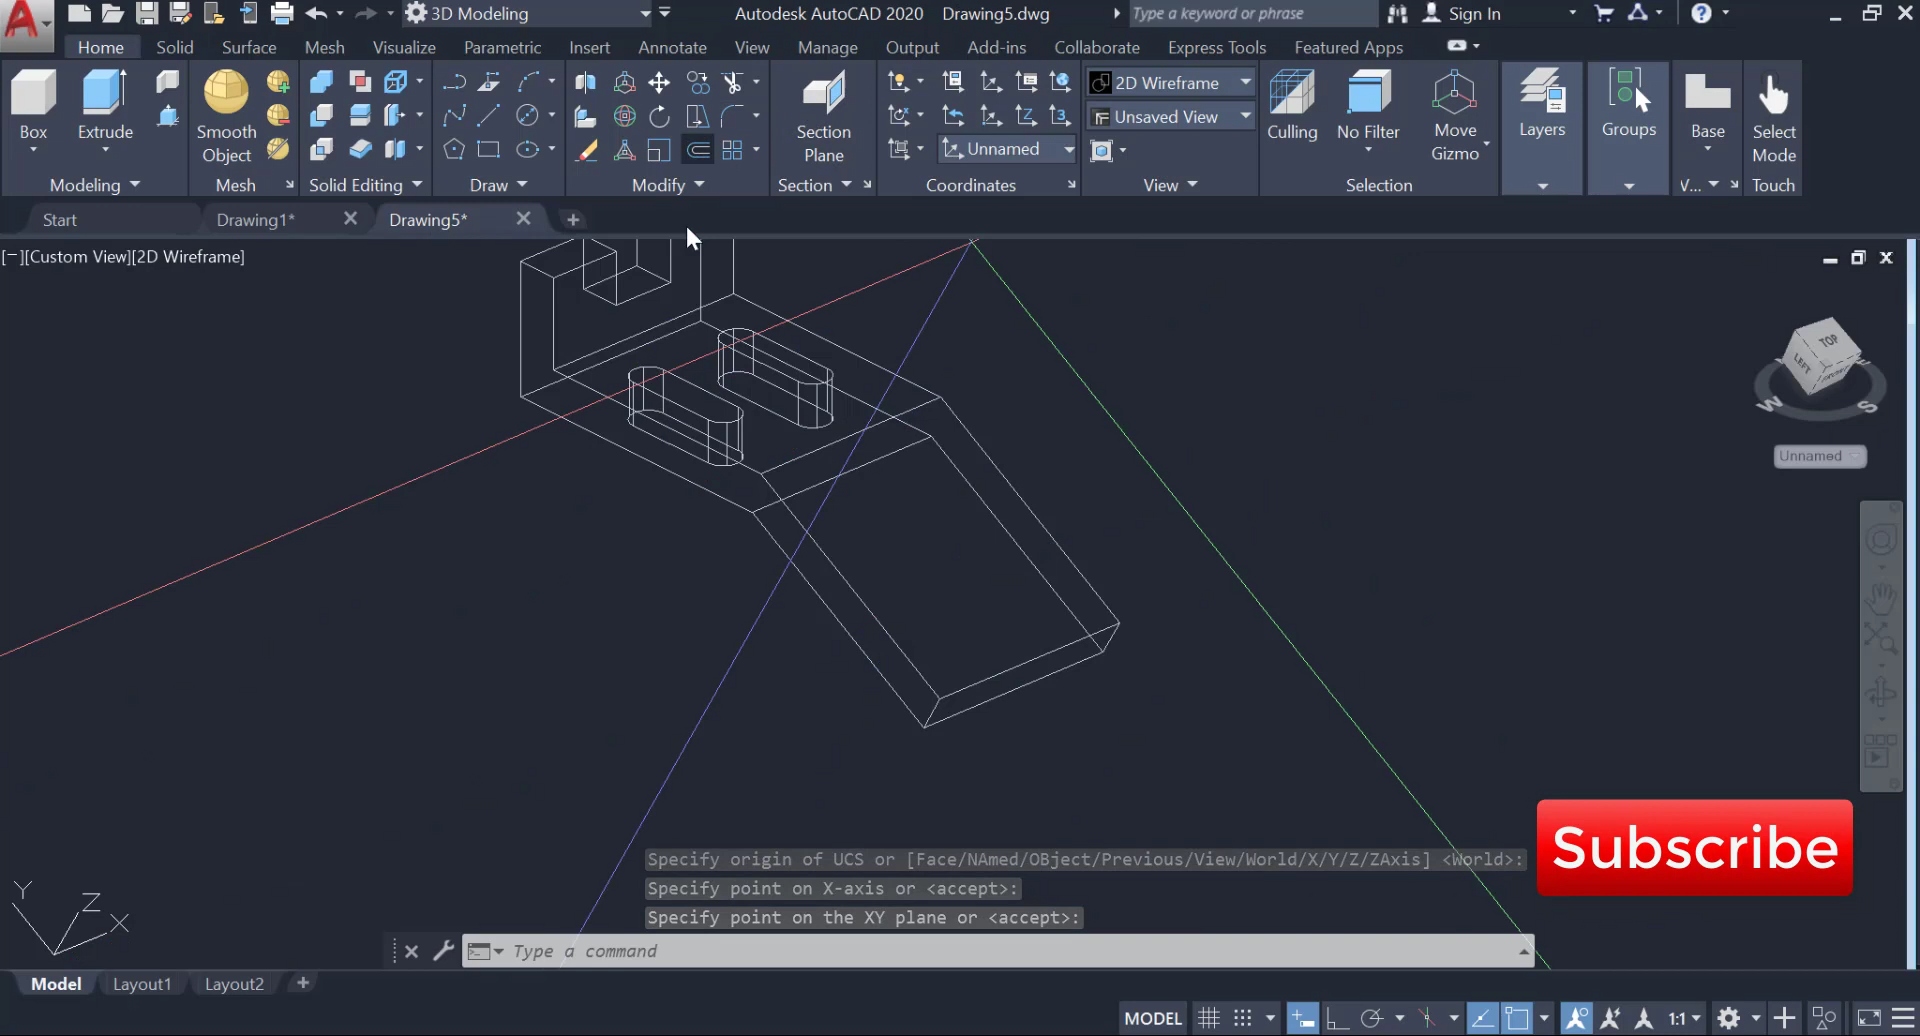 3D Modeling
Autodesk AutoCAD 2020 Drawing5.dwg
Type a keyword or phrase
Sign In
Home Solid Surface Mesh Visualize Parametric Insert Annotate View Manage Output Add-ins Collaborate Express Tools Featured Apps
Box
Extrude
Smooth
Object
Section
Plane
Unnamed
2D Wireframe
Unsaved View
Culling
No Filter
Move
Gizmo
Layers
Groups
Base
Select
Mode
Modeling
Mesh
Solid Editing
Draw
Modify
Section
Coordinates
View
Selection
V...
Touch
Start
Drawing1*
Drawing5*
[−][Custom View][2D Wireframe]
TOP
LEFT
W
S
Unnamed
Specify origin of UCS or [Face/NAmed/OBject/Previous/View/World/X/Y/Z/ZAxis] <World>:
Specify point on X-axis or <accept>:
Specify point on the XY plane or <accept>:
Subscribe
Y
Z
X
Type a command
Model
Layout1
Layout2
MODEL
1:1